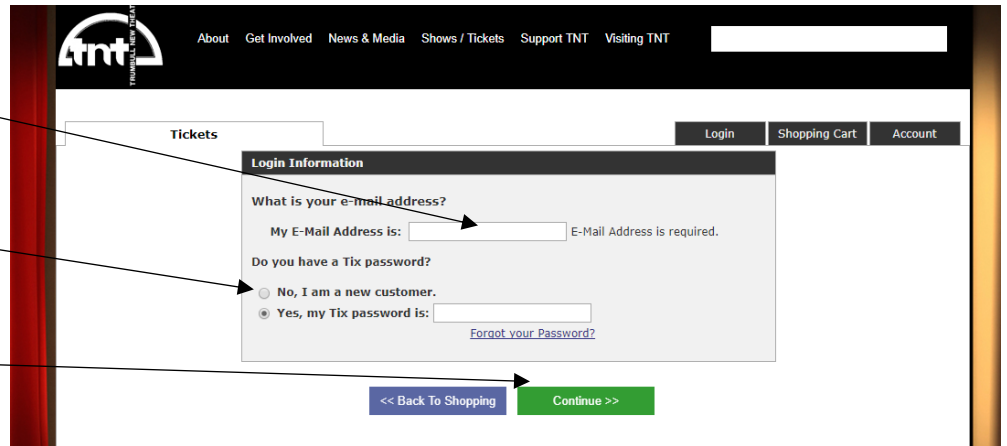 tnt
TRUMBULL NEW THEAT
About Get Involved News & Media Shows / Tickets Support TNT Visiting TNT
Tickets
Login Shopping Cart Account
Login Information
What is your e-mail address?
My E-Mail Address is: E-Mail Address is required.
Do you have a Tix password?
No, I am a new customer.
Yes, my Tix password is:
Forgot your Password?
<< Back To Shopping Continue >>